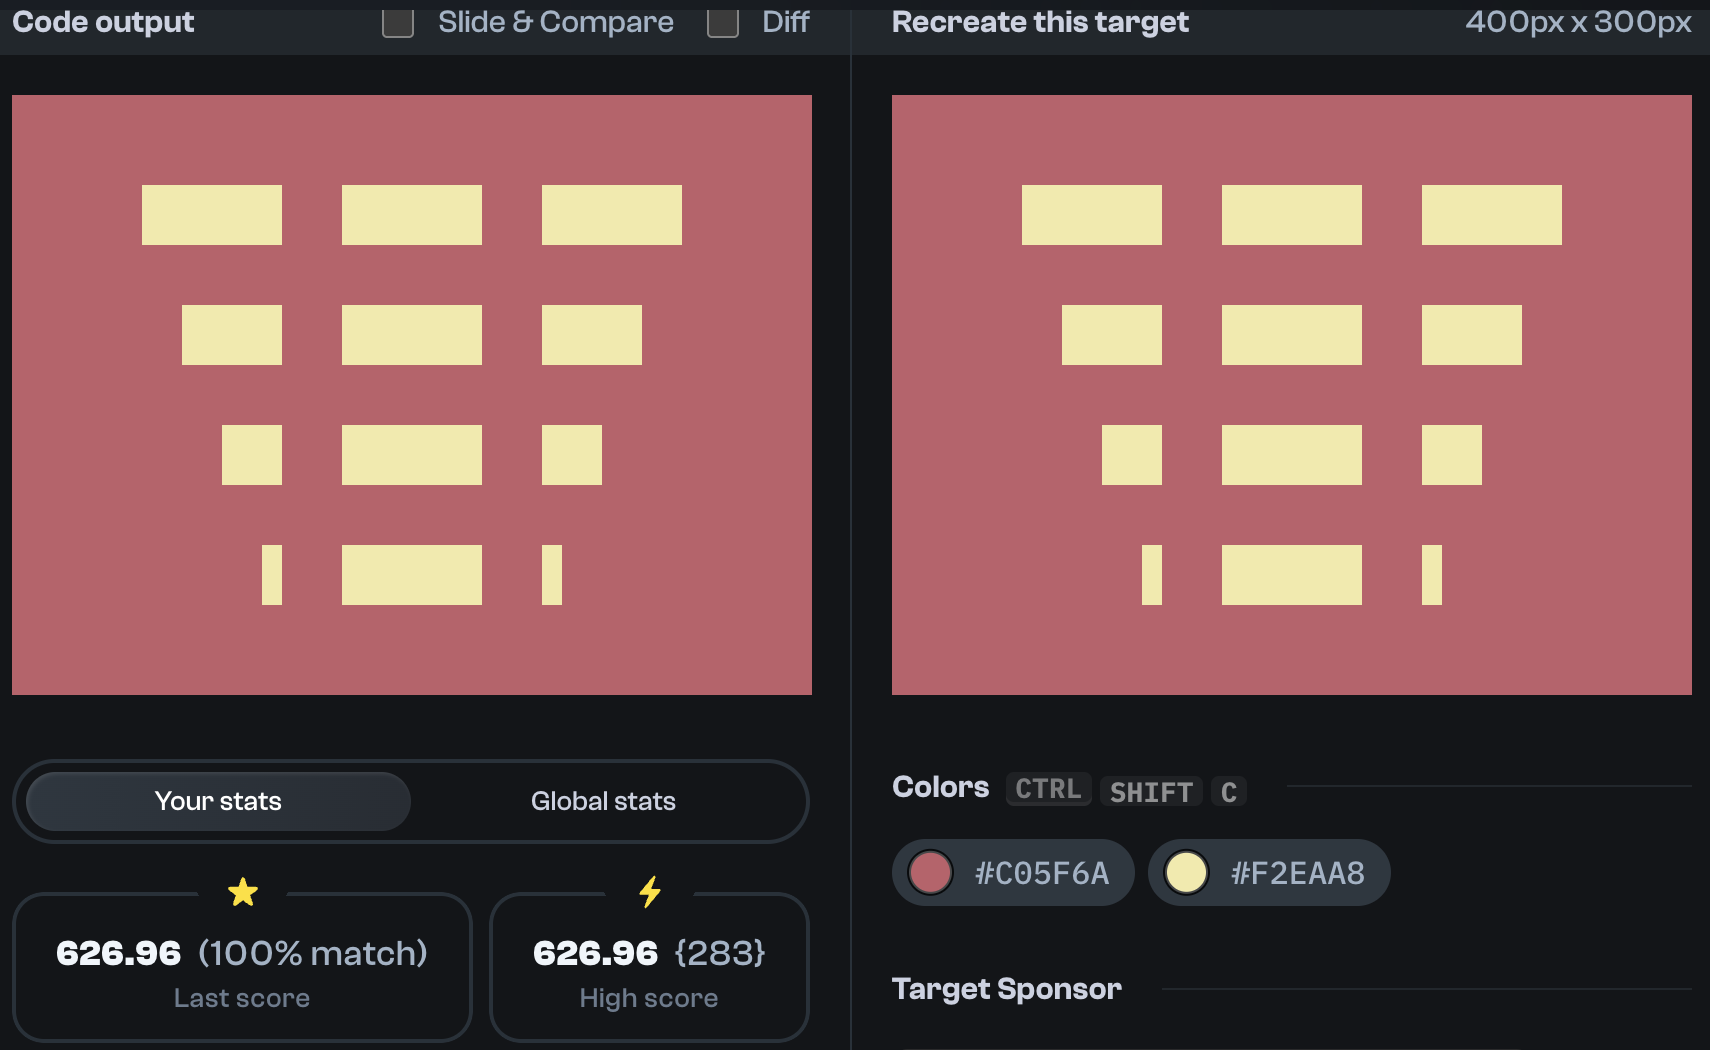 Code output
Slide & Compare
Diff
Recreate this target
400px x 300px
Your stats
Global stats
Colors CTRL SHIFT C
#C05F6A
#F2EAA8
626.96 (100% match)
Last score
626.96 {283}
High score
Target Sponsor